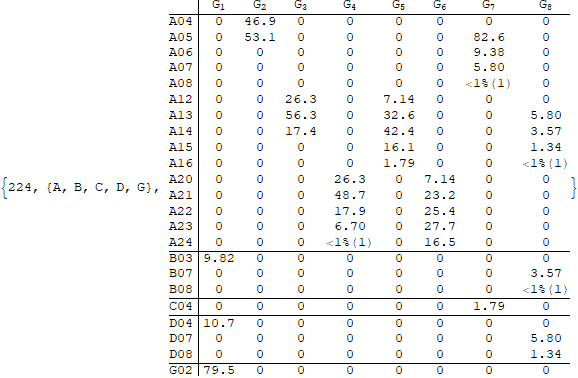 G₁ G₂ G₃ G₄ G₅ G₆ G₇ G₈
A04 0 46.9 0 0 0 0 0 0
A05 0 53.1 0 0 0 0 82.6 0
A06 0 0 0 0 0 0 9.38 0
A07 0 0 0 0 0 0 5.80 0
A08 0 0 0 0 0 0 <1%(1) 0
A12 0 0 26.3 0 7.14 0 0 0
A13 0 0 56.3 0 32.6 0 0 5.80
A14 0 0 17.4 0 42.4 0 0 3.57
A15 0 0 0 0 16.1 0 0 1.34
A16 0 0 0 0 1.79 0 0 <1%(1)
{224, {A, B, C, D, G}, A20 0 0 0 26.3 0 7.14 0 0 }
A21 0 0 0 48.7 0 23.2 0 0
A22 0 0 0 17.9 0 25.4 0 0
A23 0 0 0 6.70 0 27.7 0 0
A24 0 0 0 <1%(1) 0 16.5 0 0
B03 9.82 0 0 0 0 0 0 0
B07 0 0 0 0 0 0 0 3.57
B08 0 0 0 0 0 0 0 <1%(1)
C04 0 0 0 0 0 0 1.79 0
D04 10.7 0 0 0 0 0 0 0
D07 0 0 0 0 0 0 0 5.80
D08 0 0 0 0 0 0 0 1.34
G02 79.5 0 0 0 0 0 0 0